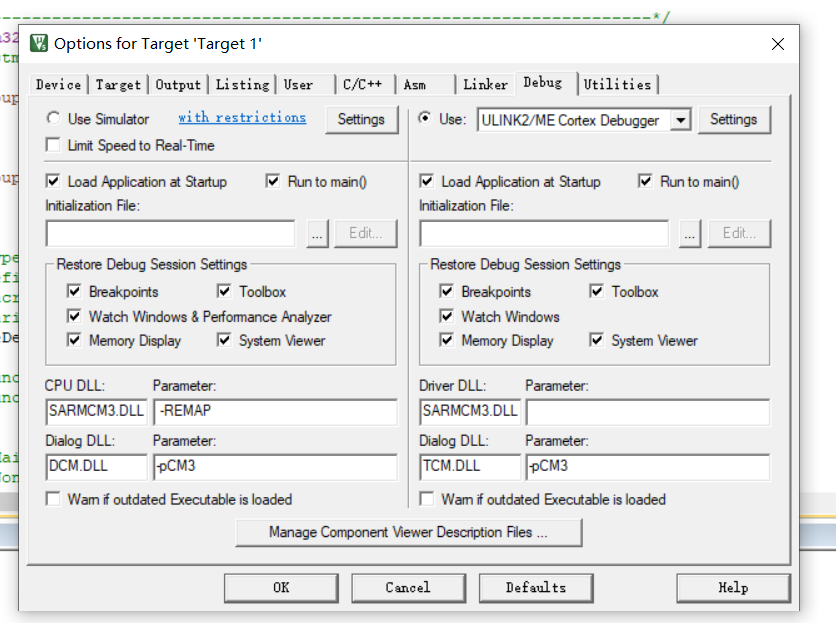 -*/
Options for Target 'Target 1'
Device Target Output Listing User C/C++ Asm Linker Debug Utilities
Use Simulator with restrictions Settings
Limit Speed to Real-Time
Use: ULINK2/ME Cortex Debugger Settings
Load Application at Startup Run to main()
Initialization File:
... Edit...
Load Application at Startup Run to main()
Initialization File:
... Edit...
Restore Debug Session Settings
Breakpoints Toolbox
Watch Windows & Performance Analyzer
Memory Display System Viewer
Restore Debug Session Settings
Breakpoints Toolbox
Watch Windows
Memory Display System Viewer
CPU DLL: Parameter:
SARMCM3.DLL -REMAP
Dialog DLL: Parameter:
DCM.DLL -pCM3
Warn if outdated Executable is loaded
Driver DLL: Parameter:
SARMCM3.DLL
Dialog DLL: Parameter:
TCM.DLL -pCM3
Warn if outdated Executable is loaded
Manage Component Viewer Description Files ...
OK Cancel Defaults Help